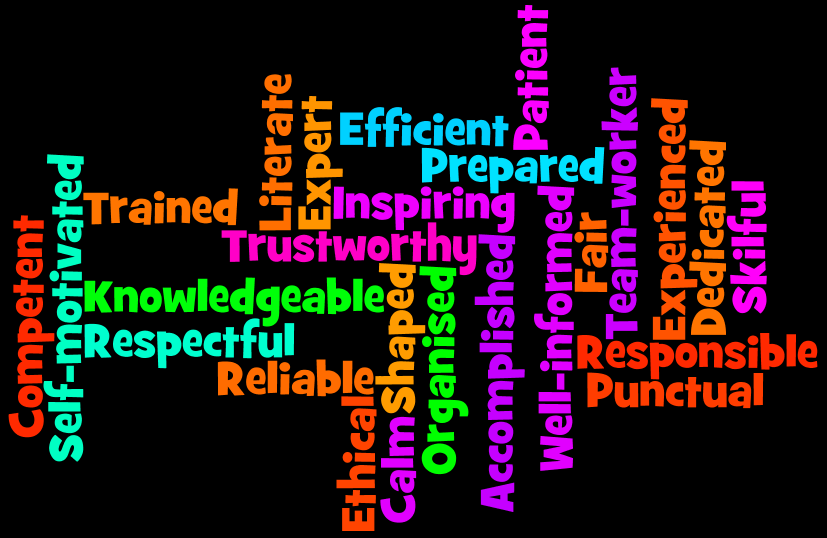 Patient
Literate
Expert
Efficient
Team-worker
Prepared
Experienced
Dedicated
Self-motivated
Trained
Inspiring
Skilful
Competent
Trustworthy
Fair
Well-informed
Accomplished
Knowledgeable
Shaped
Organised
Respectful
Responsible
Reliable
Punctual
Ethical
Calm